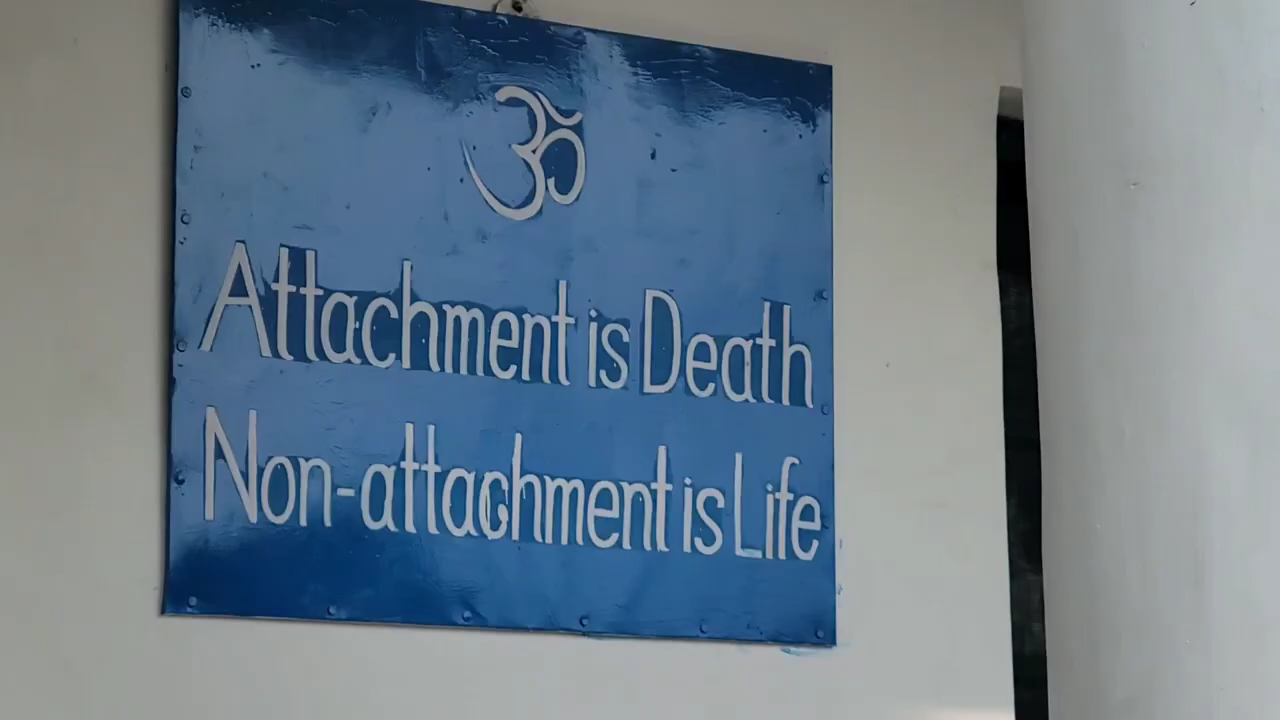 ॐ
Attachment is Death
Non-attachment is Life